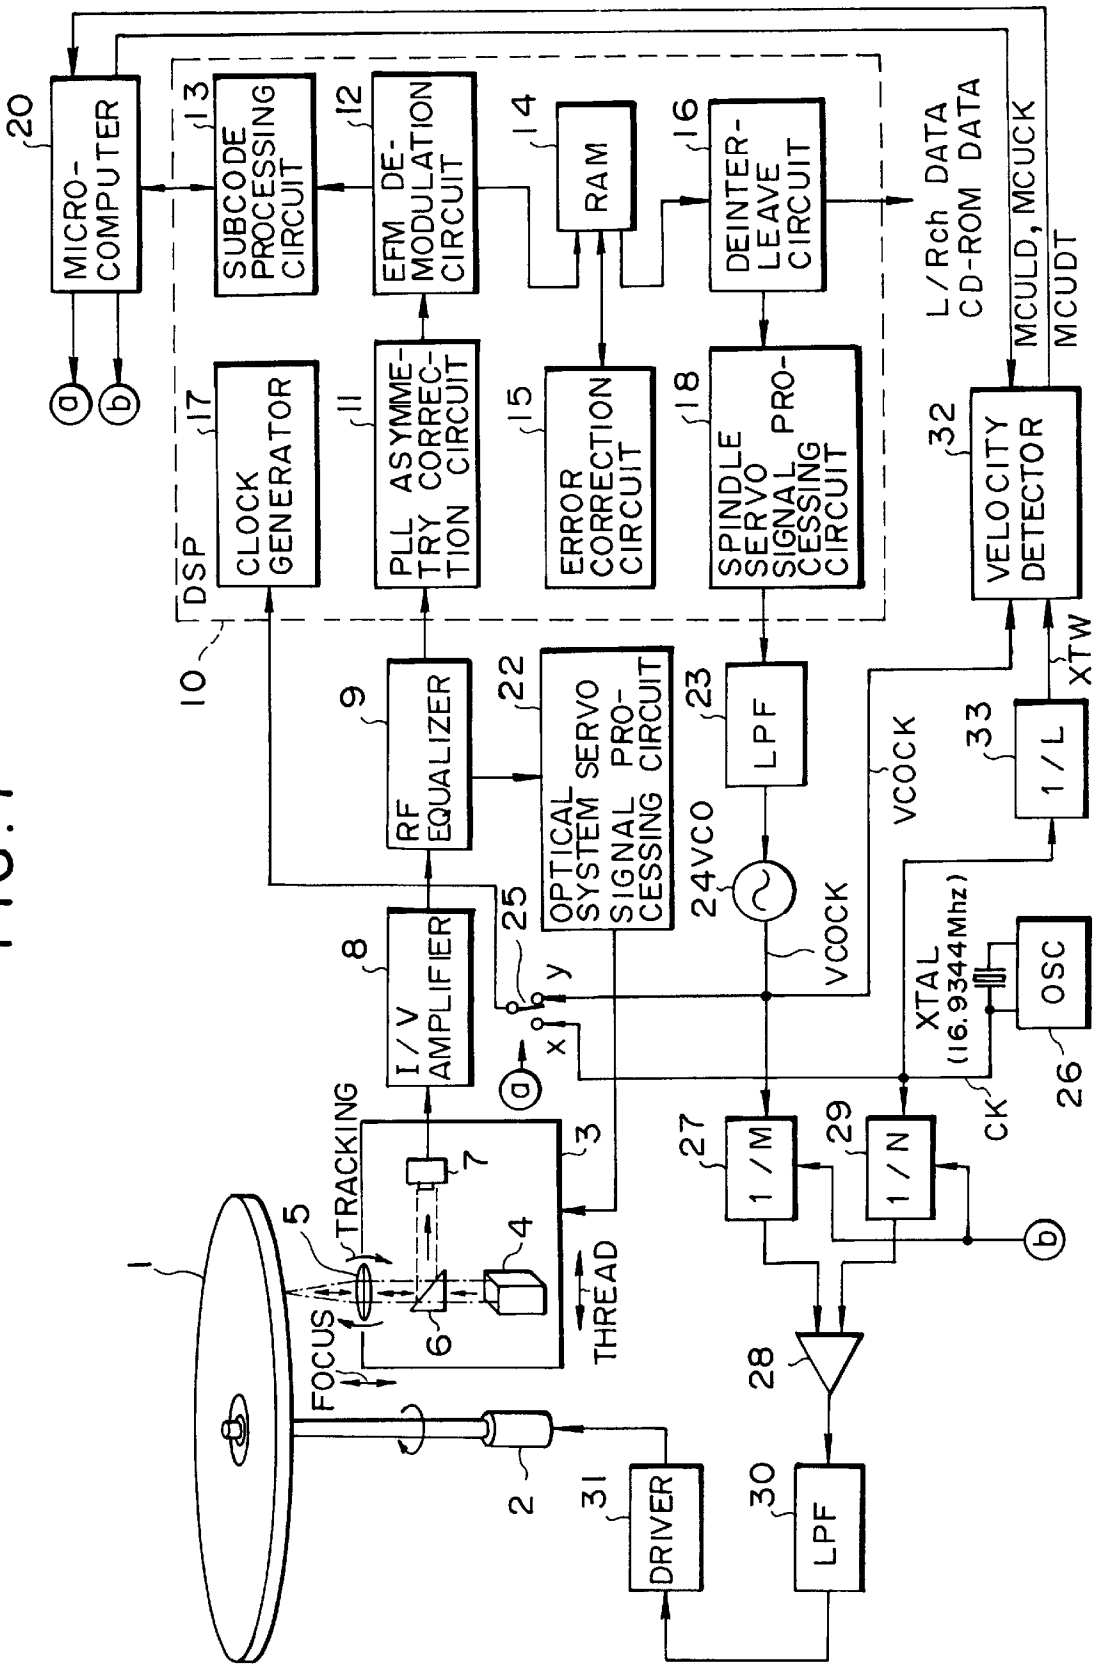 FIG. 7
1
FOCUS
5
TRACKING
6
7
4
3
THREAD
2
31
DRIVER
30
LPF
28
8
I/V
AMPLIFIER
9
RF
EQUALIZER
22
OPTICAL
SYSTEM SERVO
SIGNAL PRO-
CESSING CIRCUIT
a
x
y
25
10
DSP
17
CLOCK
GENERATOR
11
PLL ASYMME-
TRY CORREC-
TION CIRCUIT
12
EFM DE-
MODULATION
CIRCUIT
13
SUBCODE
PROCESSING
CIRCUIT
20
MICRO-
COMPUTER
a
b
14
RAM
15
ERROR
CORRECTION
CIRCUIT
16
DEINTER-
LEAVE
CIRCUIT
18
SPINDLE
SERVO
SIGNAL PRO-
CESSING
CIRCUIT
L/Rch DATA
CD-ROM DATA
23
LPF
24VCO
VCOCK
VCOCK
27
1/M
29
1/N
b
CK
XTAL
(16.9344Mhz)
OSC
26
33
1/L
XTW
32
VELOCITY
DETECTOR
MCULD, MCUCK
MCUDT